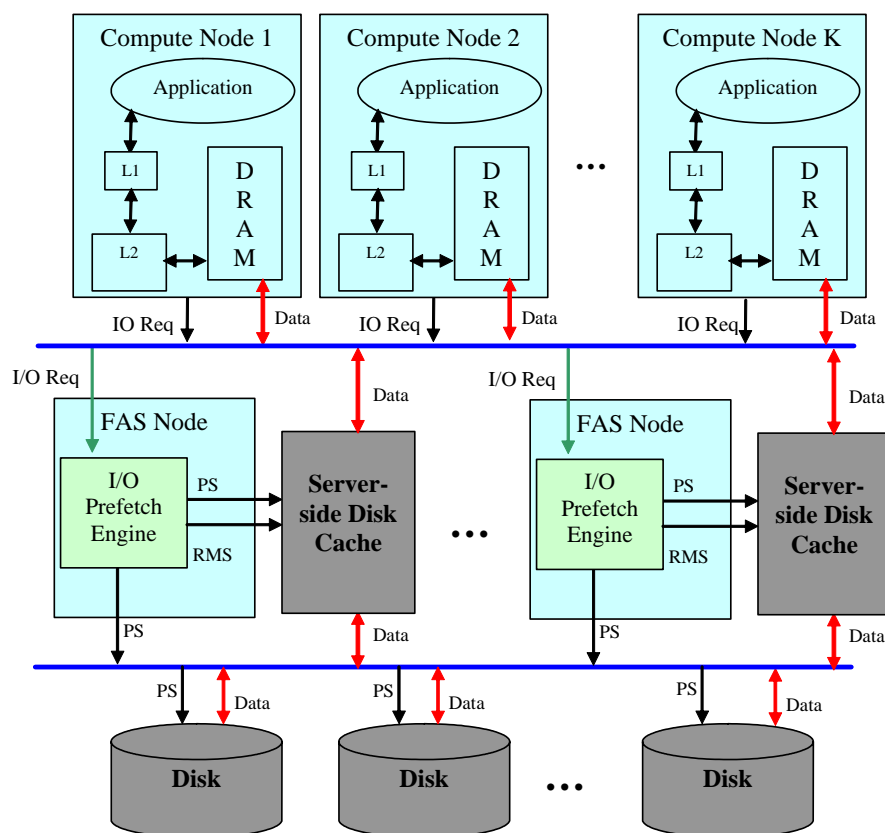 Compute Node 1
Compute Node 2
Compute Node K
Application
Application
Application
...
L1
L1
L1
D
R
A
M
D
R
A
M
D
R
A
M
L2
L2
L2
IO Req
Data
IO Req
Data
IO Req
Data
I/O Req
Data
I/O Req
Data
FAS Node
FAS Node
I/O
Prefetch
Engine
PS
RMS
Server-
side Disk
Cache
...
I/O
Prefetch
Engine
PS
RMS
Server-
side Disk
Cache
PS
Data
PS
Data
PS
Data
PS
Data
PS
Data
Disk
Disk
...
Disk